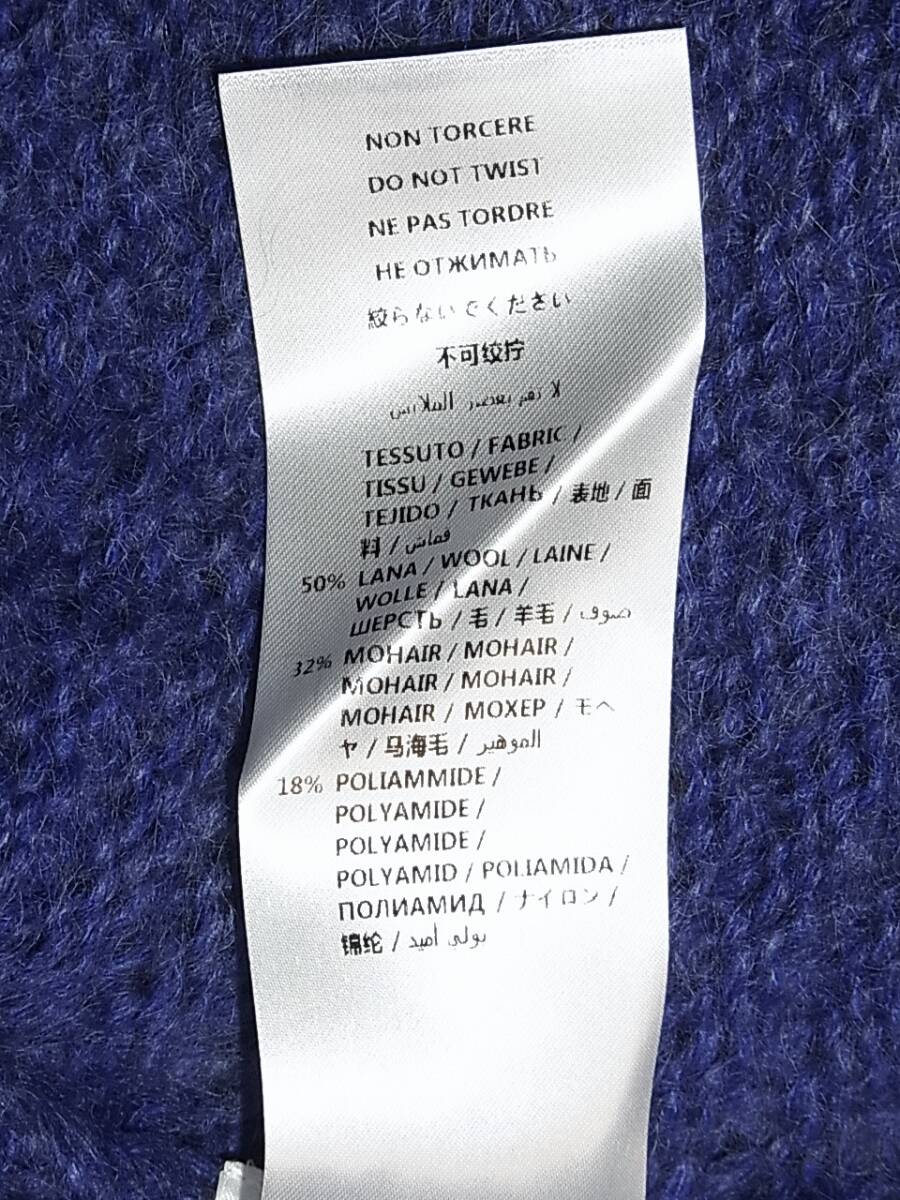 NON TORCERE
DO NOT TWIST
NE PAS TORDRE
НЕ ОТЖИМАТЬ
絞らないでください
不可绞拧
لا تقم بعصر الملابس
TESSUTO / FABRIC /
TISSU / GEWEBE /
TEJIDO / ТКАНЬ / 表地 / 面
料 / قماش
50% LANA / WOOL / LAINE /
WOLLE / LANA /
ШЕРСТЬ / 毛 / 羊毛 / صوف
32% MOHAIR / MOHAIR /
MOHAIR / MOHAIR /
MOHAIR / МОХЕР / モヘ
ヤ / 马海毛 / الموهير
18% POLIAMMIDE /
POLYAMIDE /
POLYAMIDE /
POLYAMID / POLIAMIDA /
ПОЛИАМИД / ナイロン /
锦纶 / بولي أميد